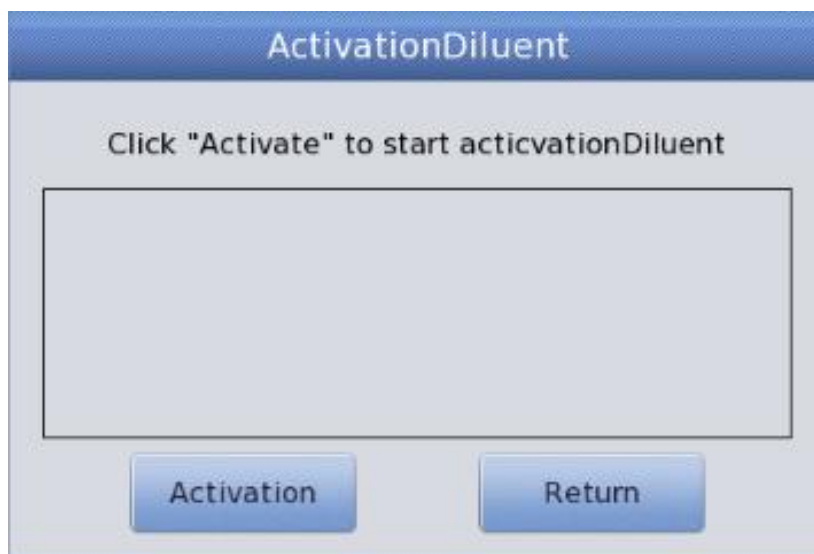 ActivationDiluent
Click "Activate" to start acticvationDiluent
Activation
Return